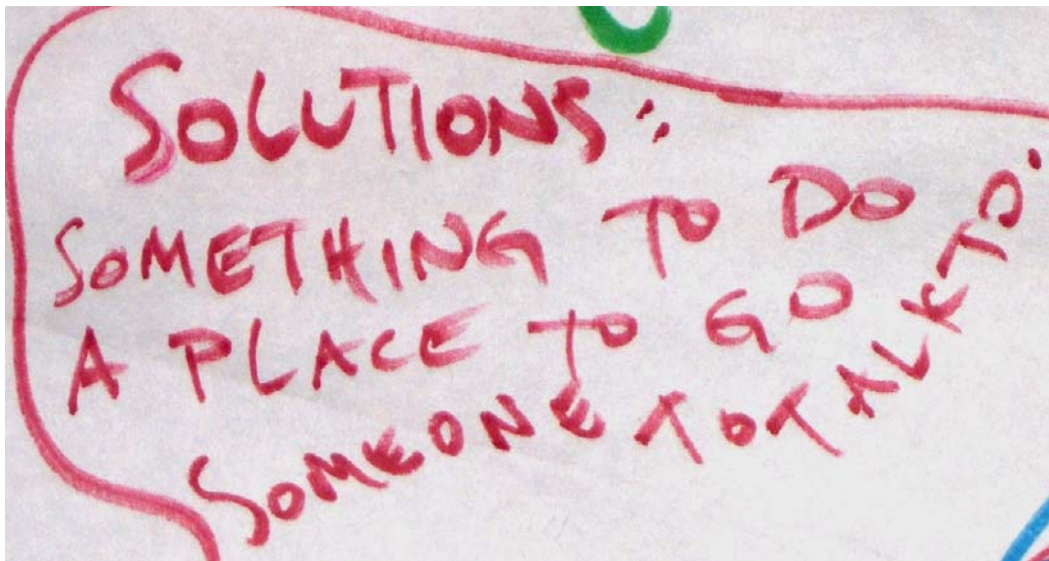 SOLUTIONS:
SOMETHING TO DO
A PLACE TO GO
SOMEONE TO TALK TO.